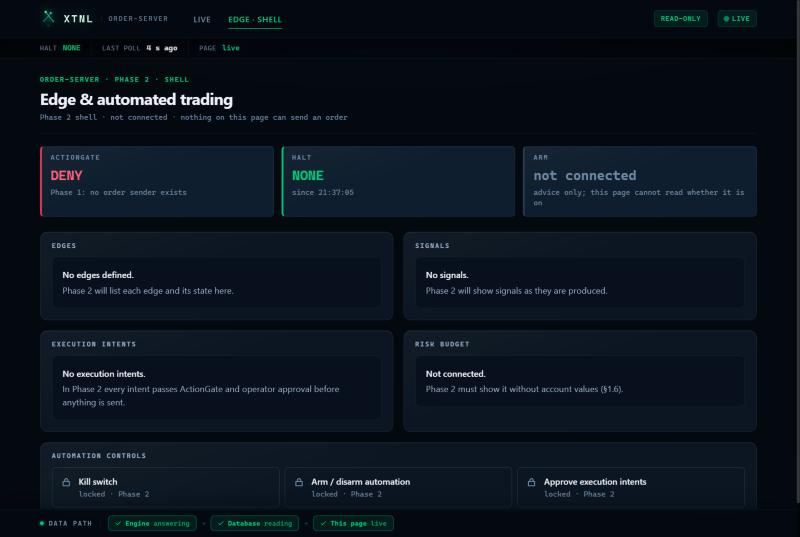 XTNL ORDER-SERVER LIVE EDGE · SHELL READ-ONLY LIVE
HALT NONE LAST POLL 4 s ago PAGE live
ORDER-SERVER · PHASE 2 · SHELL
Edge & automated trading
Phase 2 shell · not connected · nothing on this page can send an order
ACTIONGATE
DENY
Phase 1: no order sender exists
HALT
NONE
since 21:37:05
ARM
not connected
advice only; this page cannot read whether it is
on
EDGES
No edges defined.
Phase 2 will list each edge and its state here.
SIGNALS
No signals.
Phase 2 will show signals as they are produced.
EXECUTION INTENTS
No execution intents.
In Phase 2 every intent passes ActionGate and operator approval before
anything is sent.
RISK BUDGET
Not connected.
Phase 2 must show it without account values (§1.6).
AUTOMATION CONTROLS
Kill switch
locked · Phase 2
Arm / disarm automation
locked · Phase 2
Approve execution intents
locked · Phase 2
DATA PATH ✓ Engine answering ✓ Database reading ✓ This page live